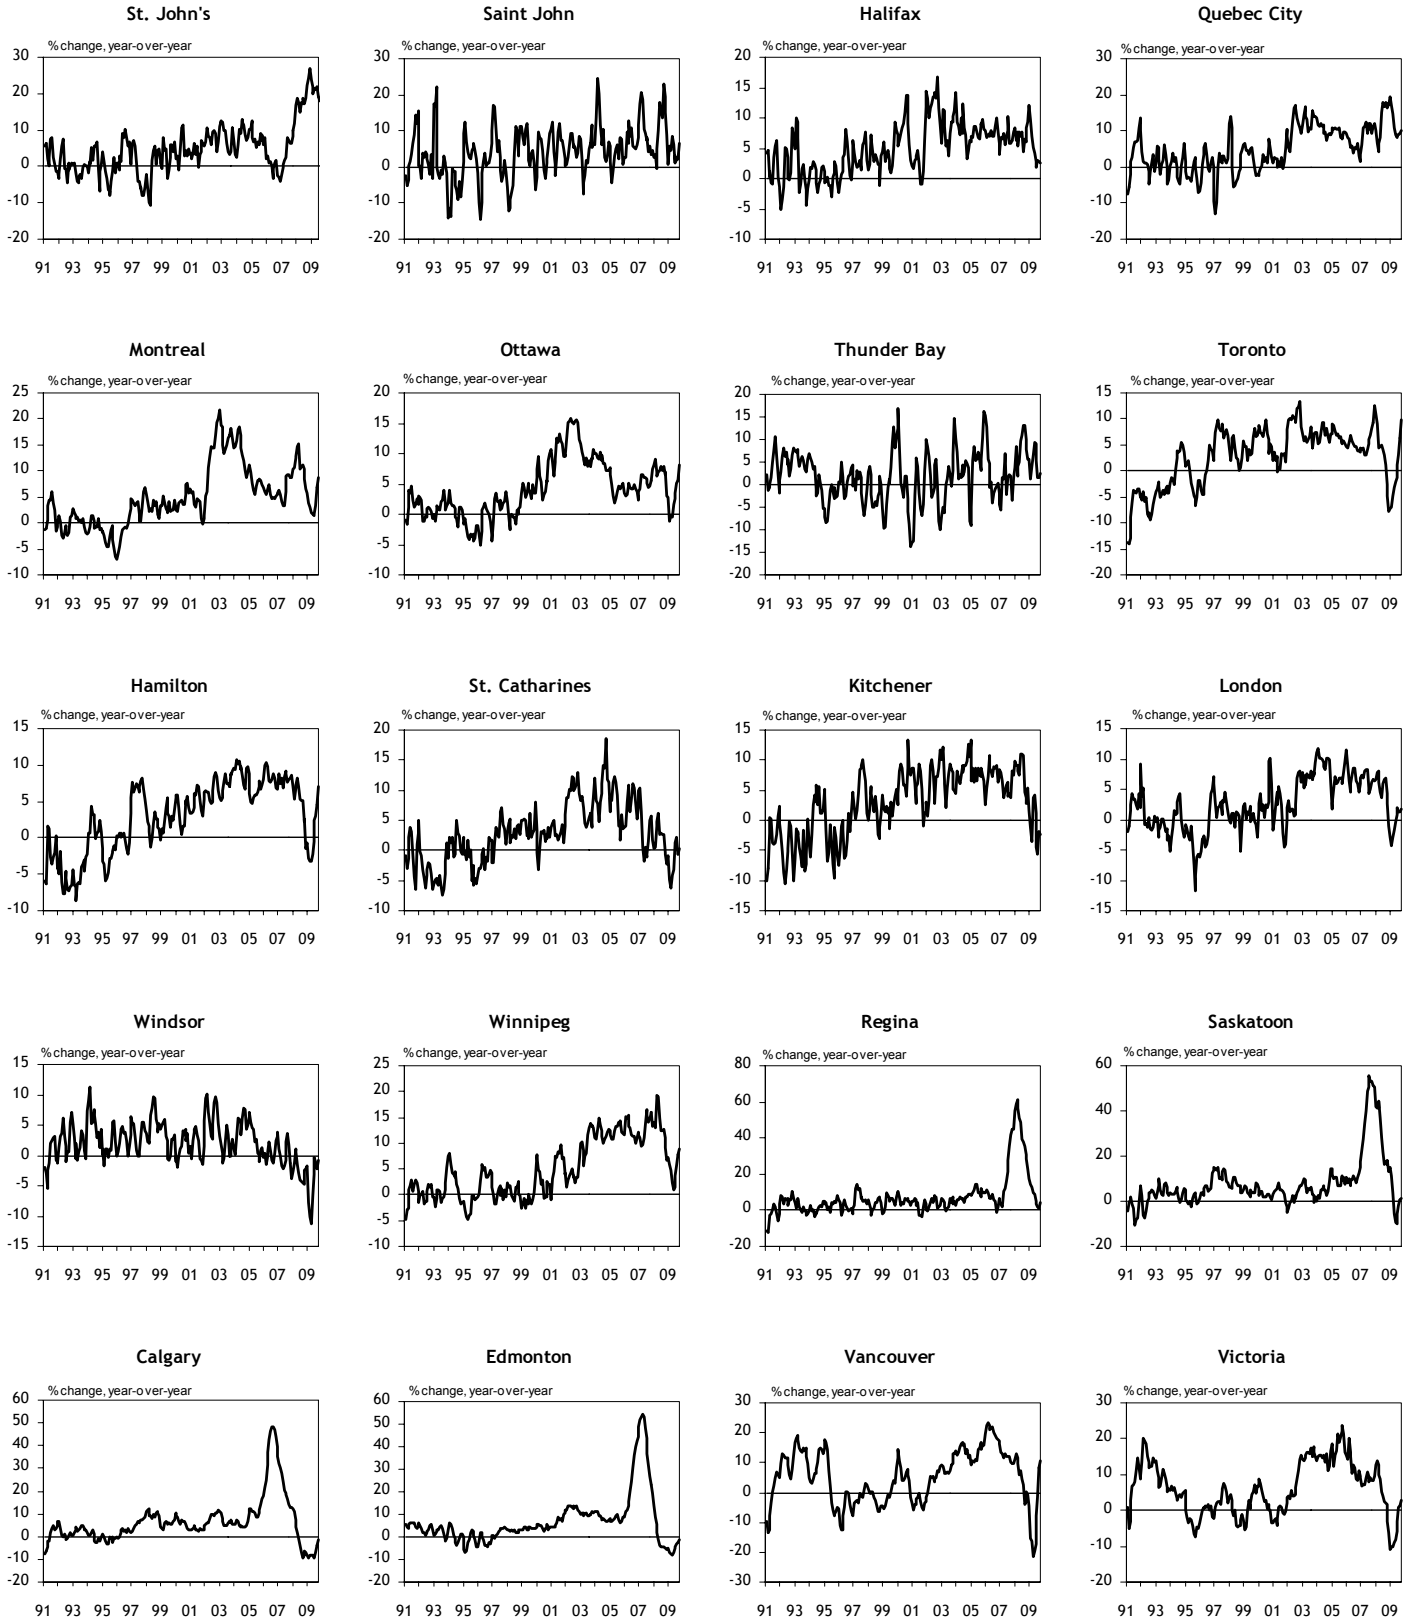 St. John's
% change, year-over-year
30
20
10
0
-10
-20
91 93 95 97 99 01 03 05 07 09
Saint John
% change, year-over-year
30
20
10
0
-10
-20
91 93 95 97 99 01 03 05 07 09
Halifax
% change, year-over-year
20
15
10
5
0
-5
-10
91 93 95 97 99 01 03 05 07 09
Quebec City
% change, year-over-year
30
20
10
0
-10
-20
91 93 95 97 99 01 03 05 07 09
Montreal
% change, year-over-year
25
20
15
10
5
0
-5
-10
91 93 95 97 99 01 03 05 07 09
Ottawa
% change, year-over-year
20
15
10
5
0
-5
-10
91 93 95 97 99 01 03 05 07 09
Thunder Bay
% change, year-over-year
20
15
10
5
0
-5
-10
-15
-20
91 93 95 97 99 01 03 05 07 09
Toronto
% change, year-over-year
15
10
5
0
-5
-10
-15
-20
91 93 95 97 99 01 03 05 07 09
Hamilton
% change, year-over-year
15
10
5
0
-5
-10
91 93 95 97 99 01 03 05 07 09
St. Catharines
% change, year-over-year
20
15
10
5
0
-5
-10
91 93 95 97 99 01 03 05 07 09
Kitchener
% change, year-over-year
15
10
5
0
-5
-10
-15
91 93 95 97 99 01 03 05 07 09
London
% change, year-over-year
15
10
5
0
-5
-10
-15
91 93 95 97 99 01 03 05 07 09
Windsor
% change, year-over-year
15
10
5
0
-5
-10
-15
91 93 95 97 99 01 03 05 07 09
Winnipeg
% change, year-over-year
25
20
15
10
5
0
-5
-10
91 93 95 97 99 01 03 05 07 09
Regina
% change, year-over-year
80
60
40
20
0
-20
91 93 95 97 99 01 03 05 07 09
Saskatoon
% change, year-over-year
60
40
20
0
-20
91 93 95 97 99 01 03 05 07 09
Calgary
% change, year-over-year
60
50
40
30
20
10
0
-10
-20
91 93 95 97 99 01 03 05 07 09
Edmonton
% change, year-over-year
60
50
40
30
20
10
0
-10
-20
91 93 95 97 99 01 03 05 07 09
Vancouver
% change, year-over-year
30
20
10
0
-10
-20
-30
91 93 95 97 99 01 03 05 07 09
Victoria
% change, year-over-year
30
20
10
0
-10
-20
91 93 95 97 99 01 03 05 07 09